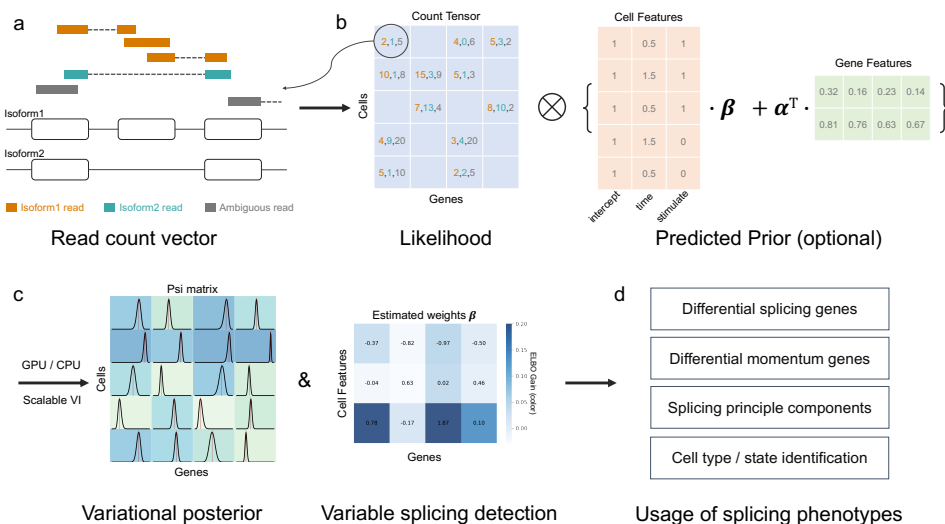 a
Isoform1
Isoform2
Isoform1 read
Isoform2 read
Ambiguous read
Read count vector
b
Count Tensor
Cells
2,1,5
4,0,6
5,3,2
10,1,8
15,3,9
5,1,3
7,13,4
8,10,2
4,9,20
3,4,20
5,1,10
2,2,5
Genes
Likelihood
Cell Features
1 0.5 1
1 1.5 1
1 0.5 1
1 1.5 0
1 0.5 0
intercept
time
stimulate
· β + αᵀ ·
Gene Features
0.32 0.16 0.23 0.14
0.81 0.76 0.63 0.67
Predicted Prior (optional)
c
GPU / CPU
Scalable VI
Psi matrix
Cells
Genes
Variational posterior
&
Estimated weights β
Cell Features
-0.37 -0.82 -0.97 -0.50
-0.04 0.63 0.02 0.46
0.78 -0.17 1.87 0.10
Genes
0.20
0.15
0.10
0.05
0.00
ELBO Gain (color)
Variable splicing detection
d
Differential splicing genes
Differential momentum genes
Splicing principle components
Cell type / state identification
Usage of splicing phenotypes